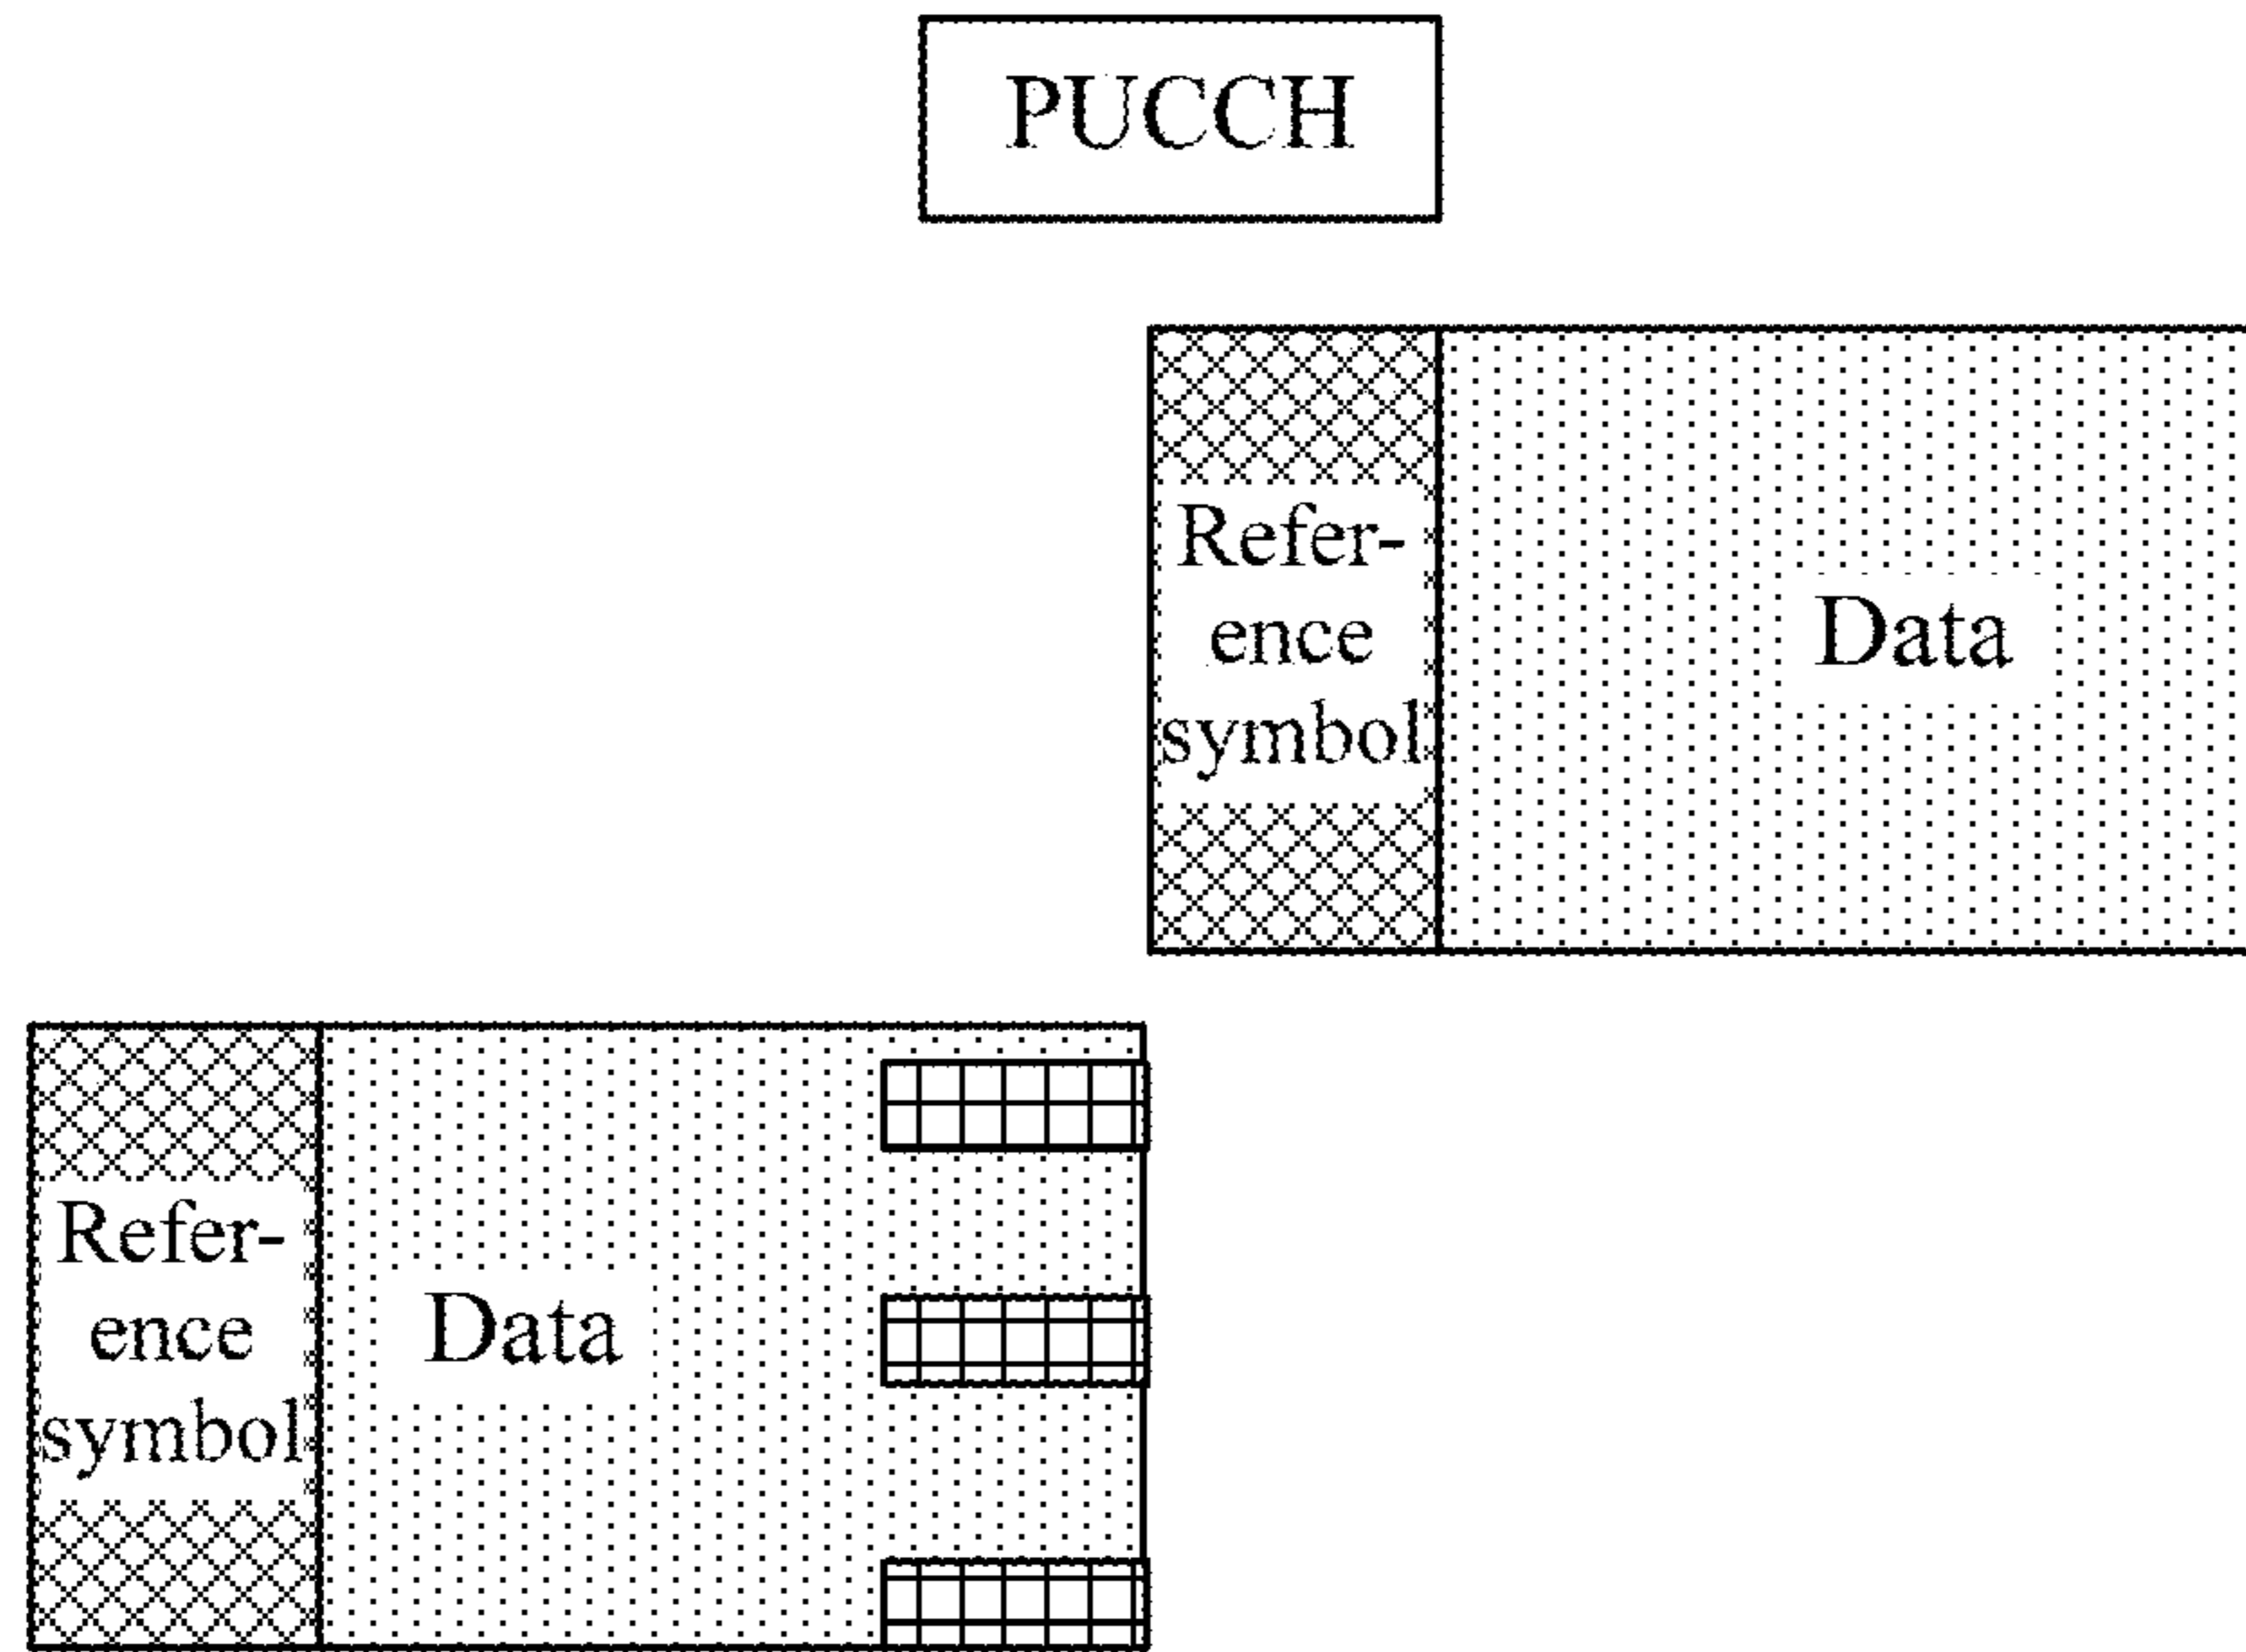 PUCCH
Refer-
ence
symbol
Data
Refer-
ence
symbol
Data